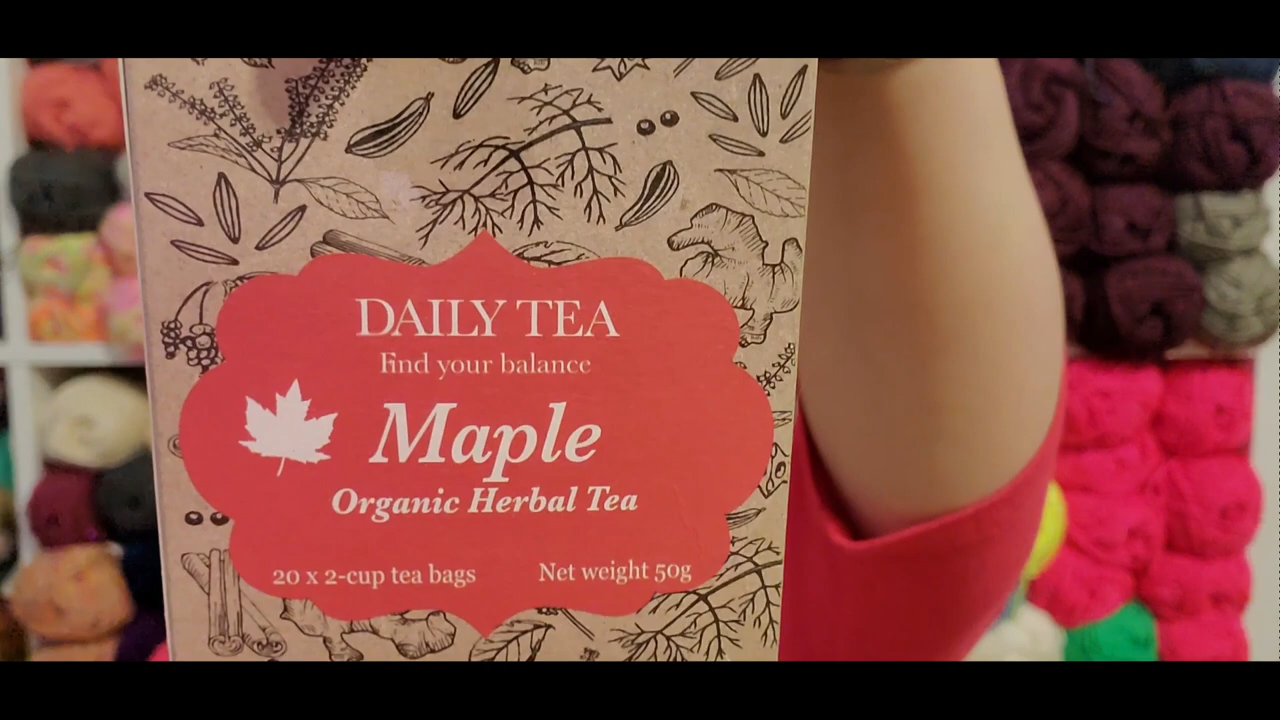 DAILY TEA
Find your balance
Maple
Organic Herbal Tea
20 x 2-cup tea bags Net weight 50g